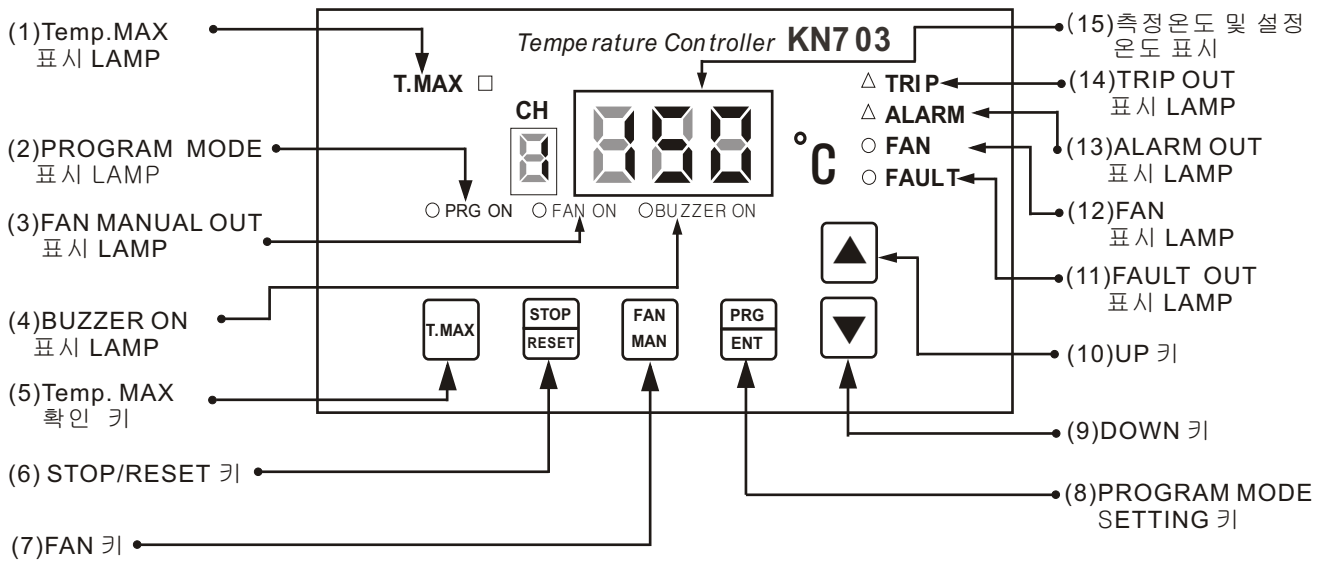 (1)Temp.MAX
표시 LAMP
(2)PROGRAM MODE
표시 LAMP
(3)FAN MANUAL OUT
표시 LAMP
(4)BUZZER ON
표시 LAMP
(5)Temp. MAX
확인 키
(6) STOP/RESET 키
(7)FAN 키
Temperature Controller KN703
T.MAX
CH
1
150
°C
TRIP
ALARM
FAN
FAULT
PRG ON
FAN ON
BUZZER ON
T.MAX
STOP
RESET
FAN
MAN
PRG
ENT
(15)측정온도 및 설정
온도 표시
(14)TRIP OUT
표시 LAMP
(13)ALARM OUT
표시 LAMP
(12)FAN
표시 LAMP
(11)FAULT OUT
표시 LAMP
(10)UP 키
(9)DOWN 키
(8)PROGRAM MODE
SETTING 키